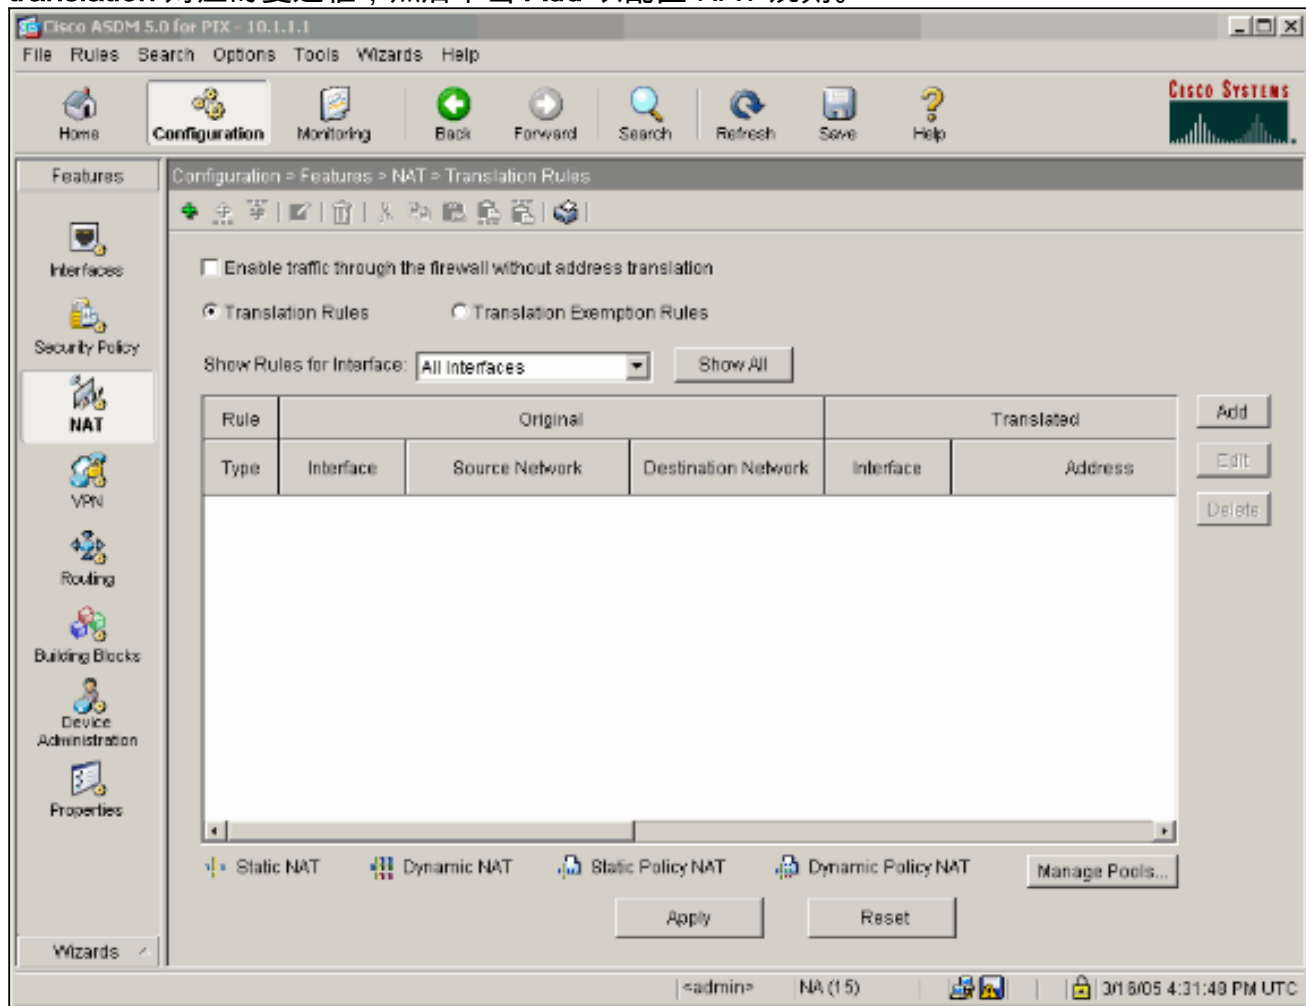 Cisco ASDM 5.0 for PIX - 10.1.1.1
File Rules Search Options Tools Wizards Help
Home Configuration Monitoring Back Forward Search Refresh Save Help
CISCO SYSTEMS
Features
Configuration > Features > NAT > Translation Rules
Interfaces
Enable traffic through the firewall without address translation
Translation Rules Translation Exemption Rules
Security Policy
Show Rules for Interface: All Interfaces Show All
NAT
Rule Original Translated Add
Type Interface Source Network Destination Network Interface Address Edit
VPN
Delete
Routing
Building Blocks
Device
Administration
Properties
Static NAT Dynamic NAT Static Policy NAT Dynamic Policy NAT Manage Pools...
Apply Reset
Wizards
<admin> NA (15) 3/16/05 4:31:48 PM UTC